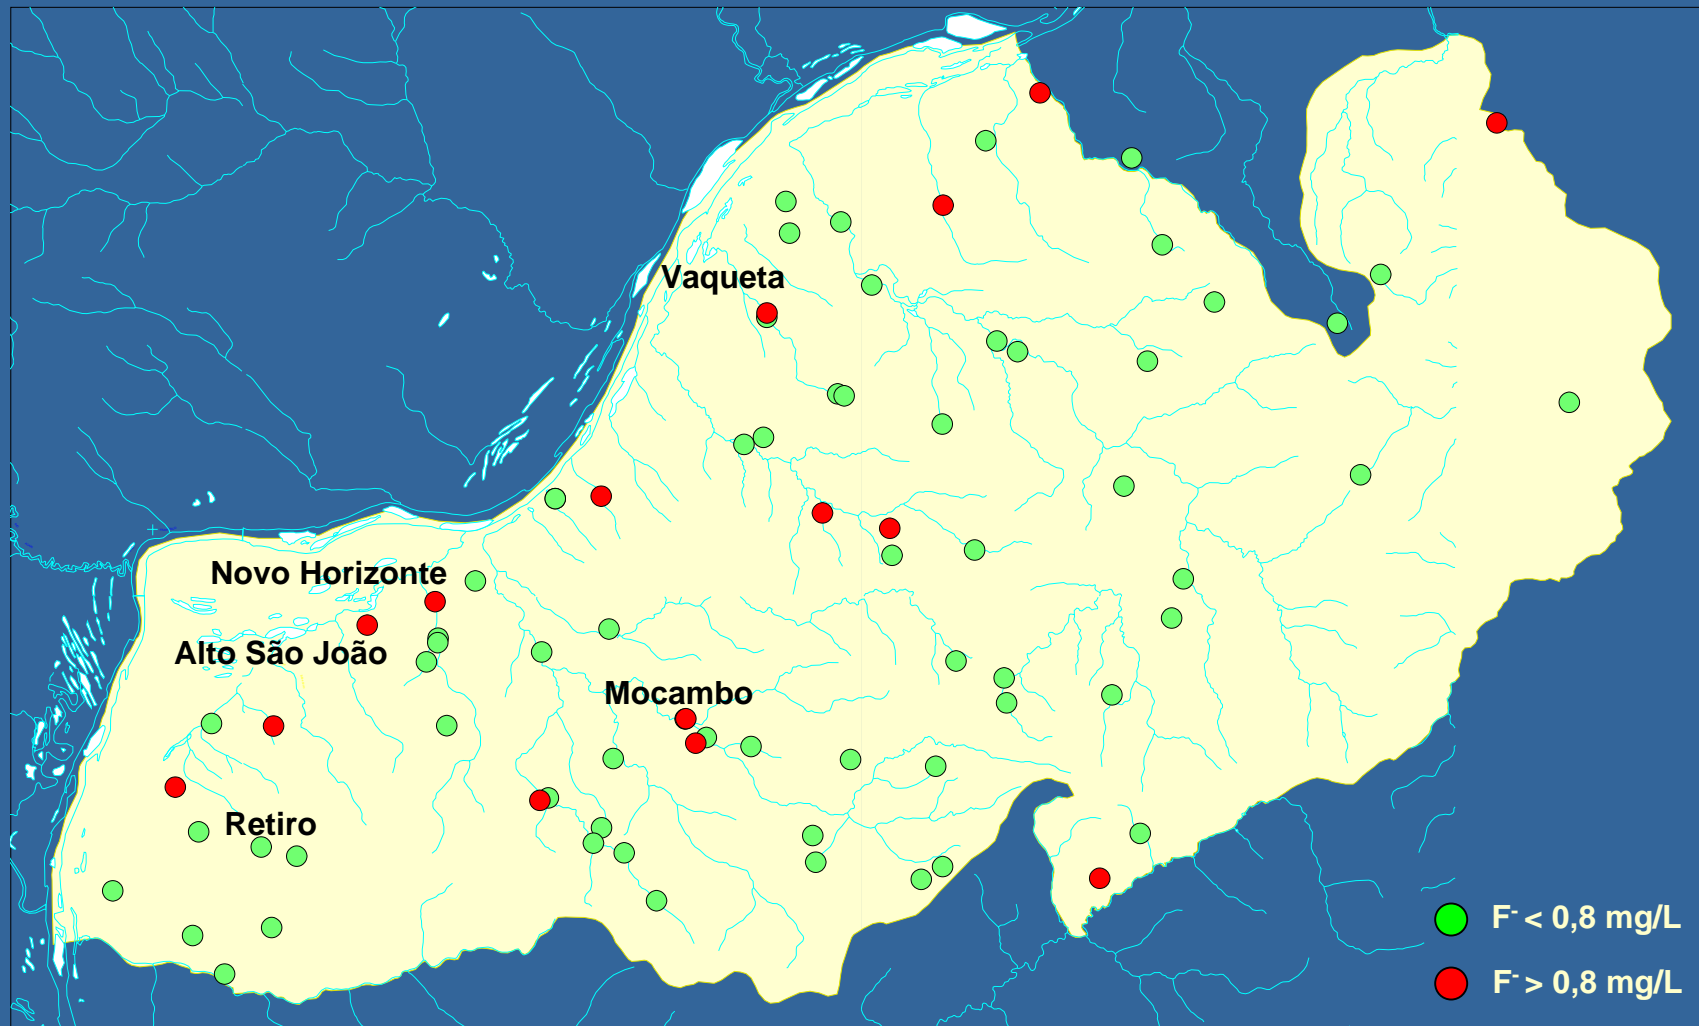 Vaqueta
Novo Horizonte
Alto São João
Mocambo
Retiro
F- < 0,8 mg/L
F- > 0,8 mg/L